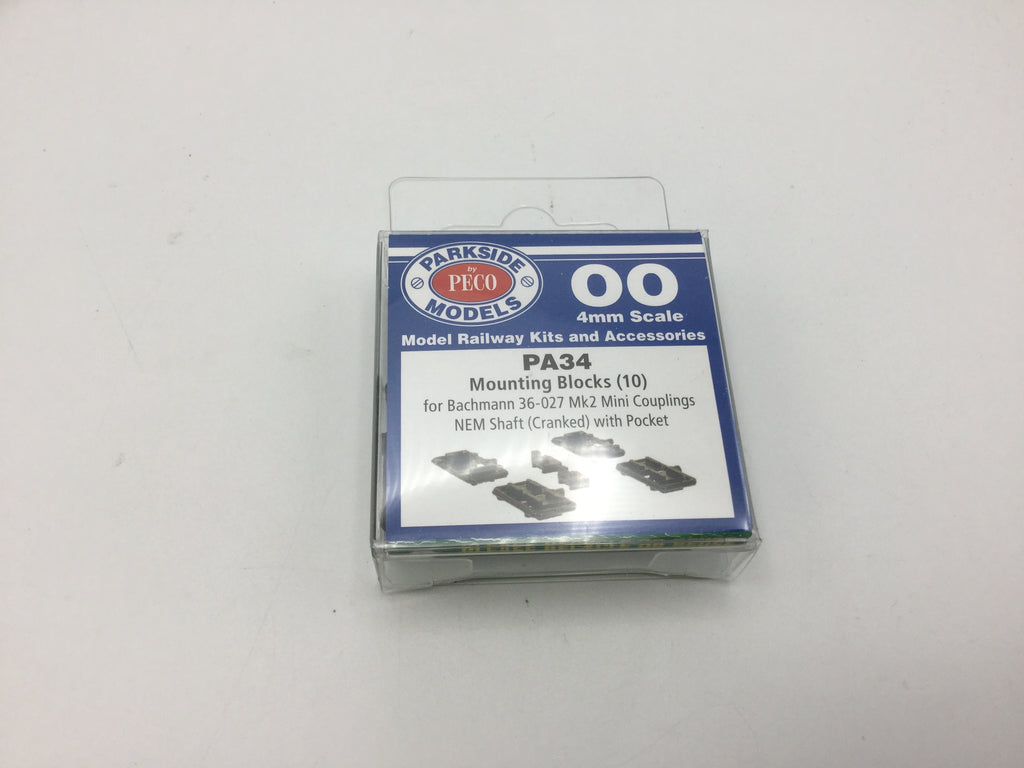 PARKSIDE
by
PECO
MODELS
OO
4mm Scale
Model Railway Kits and Accessories
PA34
Mounting Blocks (10)
for Bachmann 36-027 Mk2 Mini Couplings
NEM Shaft (Cranked) with Pocket